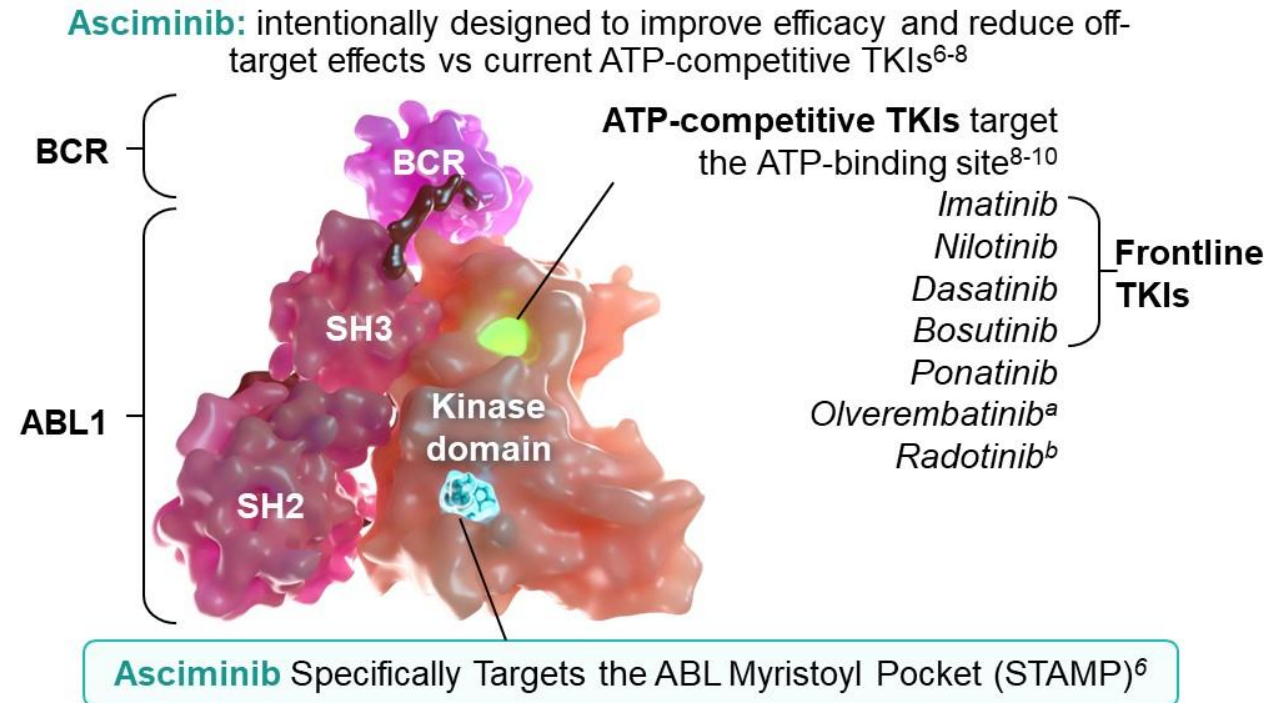 Asciminib: intentionally designed to improve efficacy and reduce off-
target effects vs current ATP-competitive TKIs6-8
BCR
BCR
ATP-competitive TKIs target
the ATP-binding site8-10
Imatinib
Nilotinib
Dasatinib
Bosutinib
Frontline
TKIs
Ponatinib
Olverembatiniba
Radotinibb
ABL1
SH3
Kinase
domain
SH2
Asciminib Specifically Targets the ABL Myristoyl Pocket (STAMP)6